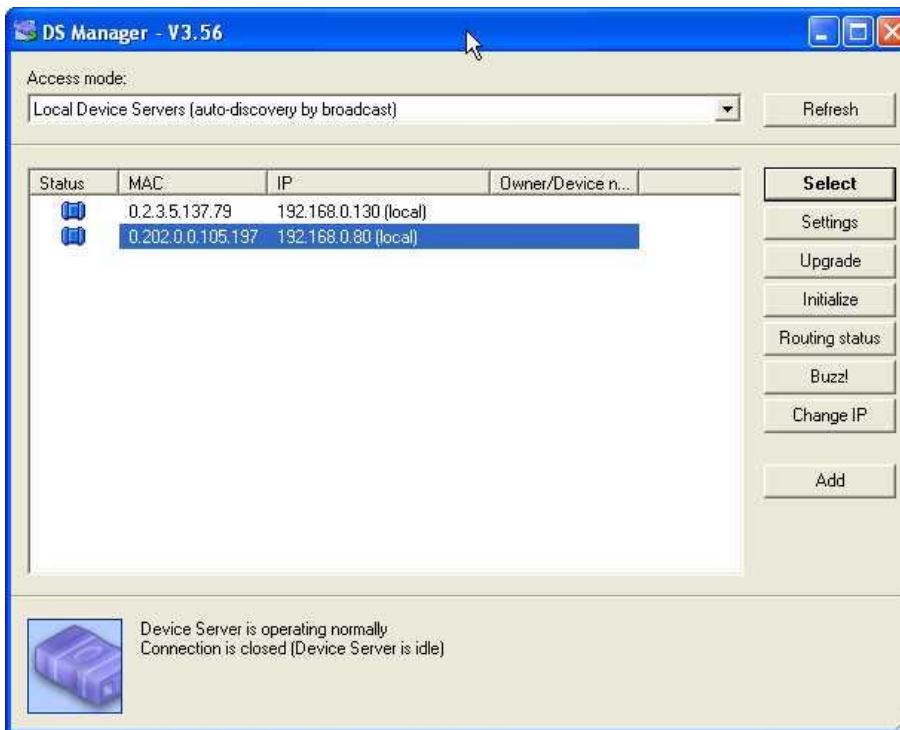 DS Manager - V3.56
Access mode:
Local Device Servers (auto-discovery by broadcast)
Refresh
Status MAC IP Owner/Device n...
0.2.3.5.137.79 192.168.0.130 (local)
0.202.0.0.105.197 192.168.0.80 (local)
Select
Settings
Upgrade
Initialize
Routing status
Buzz!
Change IP
Add
Device Server is operating normally
Connection is closed (Device Server is idle)